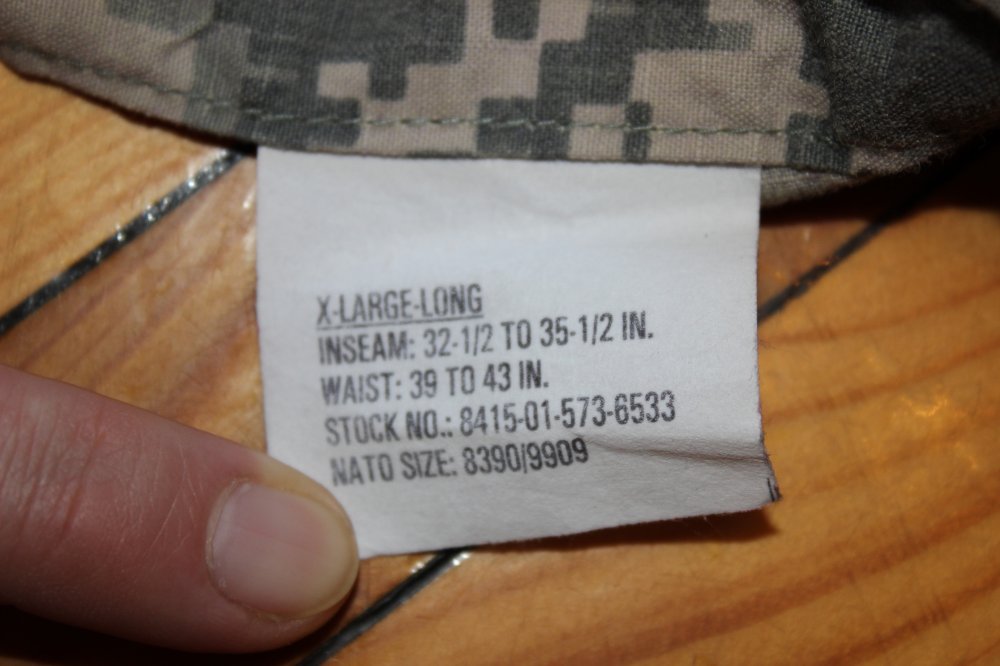 X-LARGE-LONG
INSEAM: 32-1/2 TO 35-1/2 IN.
WAIST: 39 TO 43 IN.
STOCK NO.: 8415-01-573-6533
NATO SIZE: 8390/9909